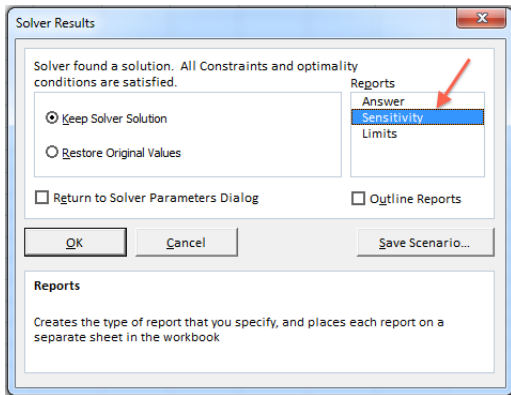 Solver Results
Solver found a solution.  All Constraints and optimality
conditions are satisfied.
Reports
Answer
Sensitivity
Limits
Keep Solver Solution
Restore Original Values
Return to Solver Parameters Dialog
Outline Reports
OK
Cancel
Save Scenario...
Reports
Creates the type of report that you specify, and places each report on a
separate sheet in the workbook